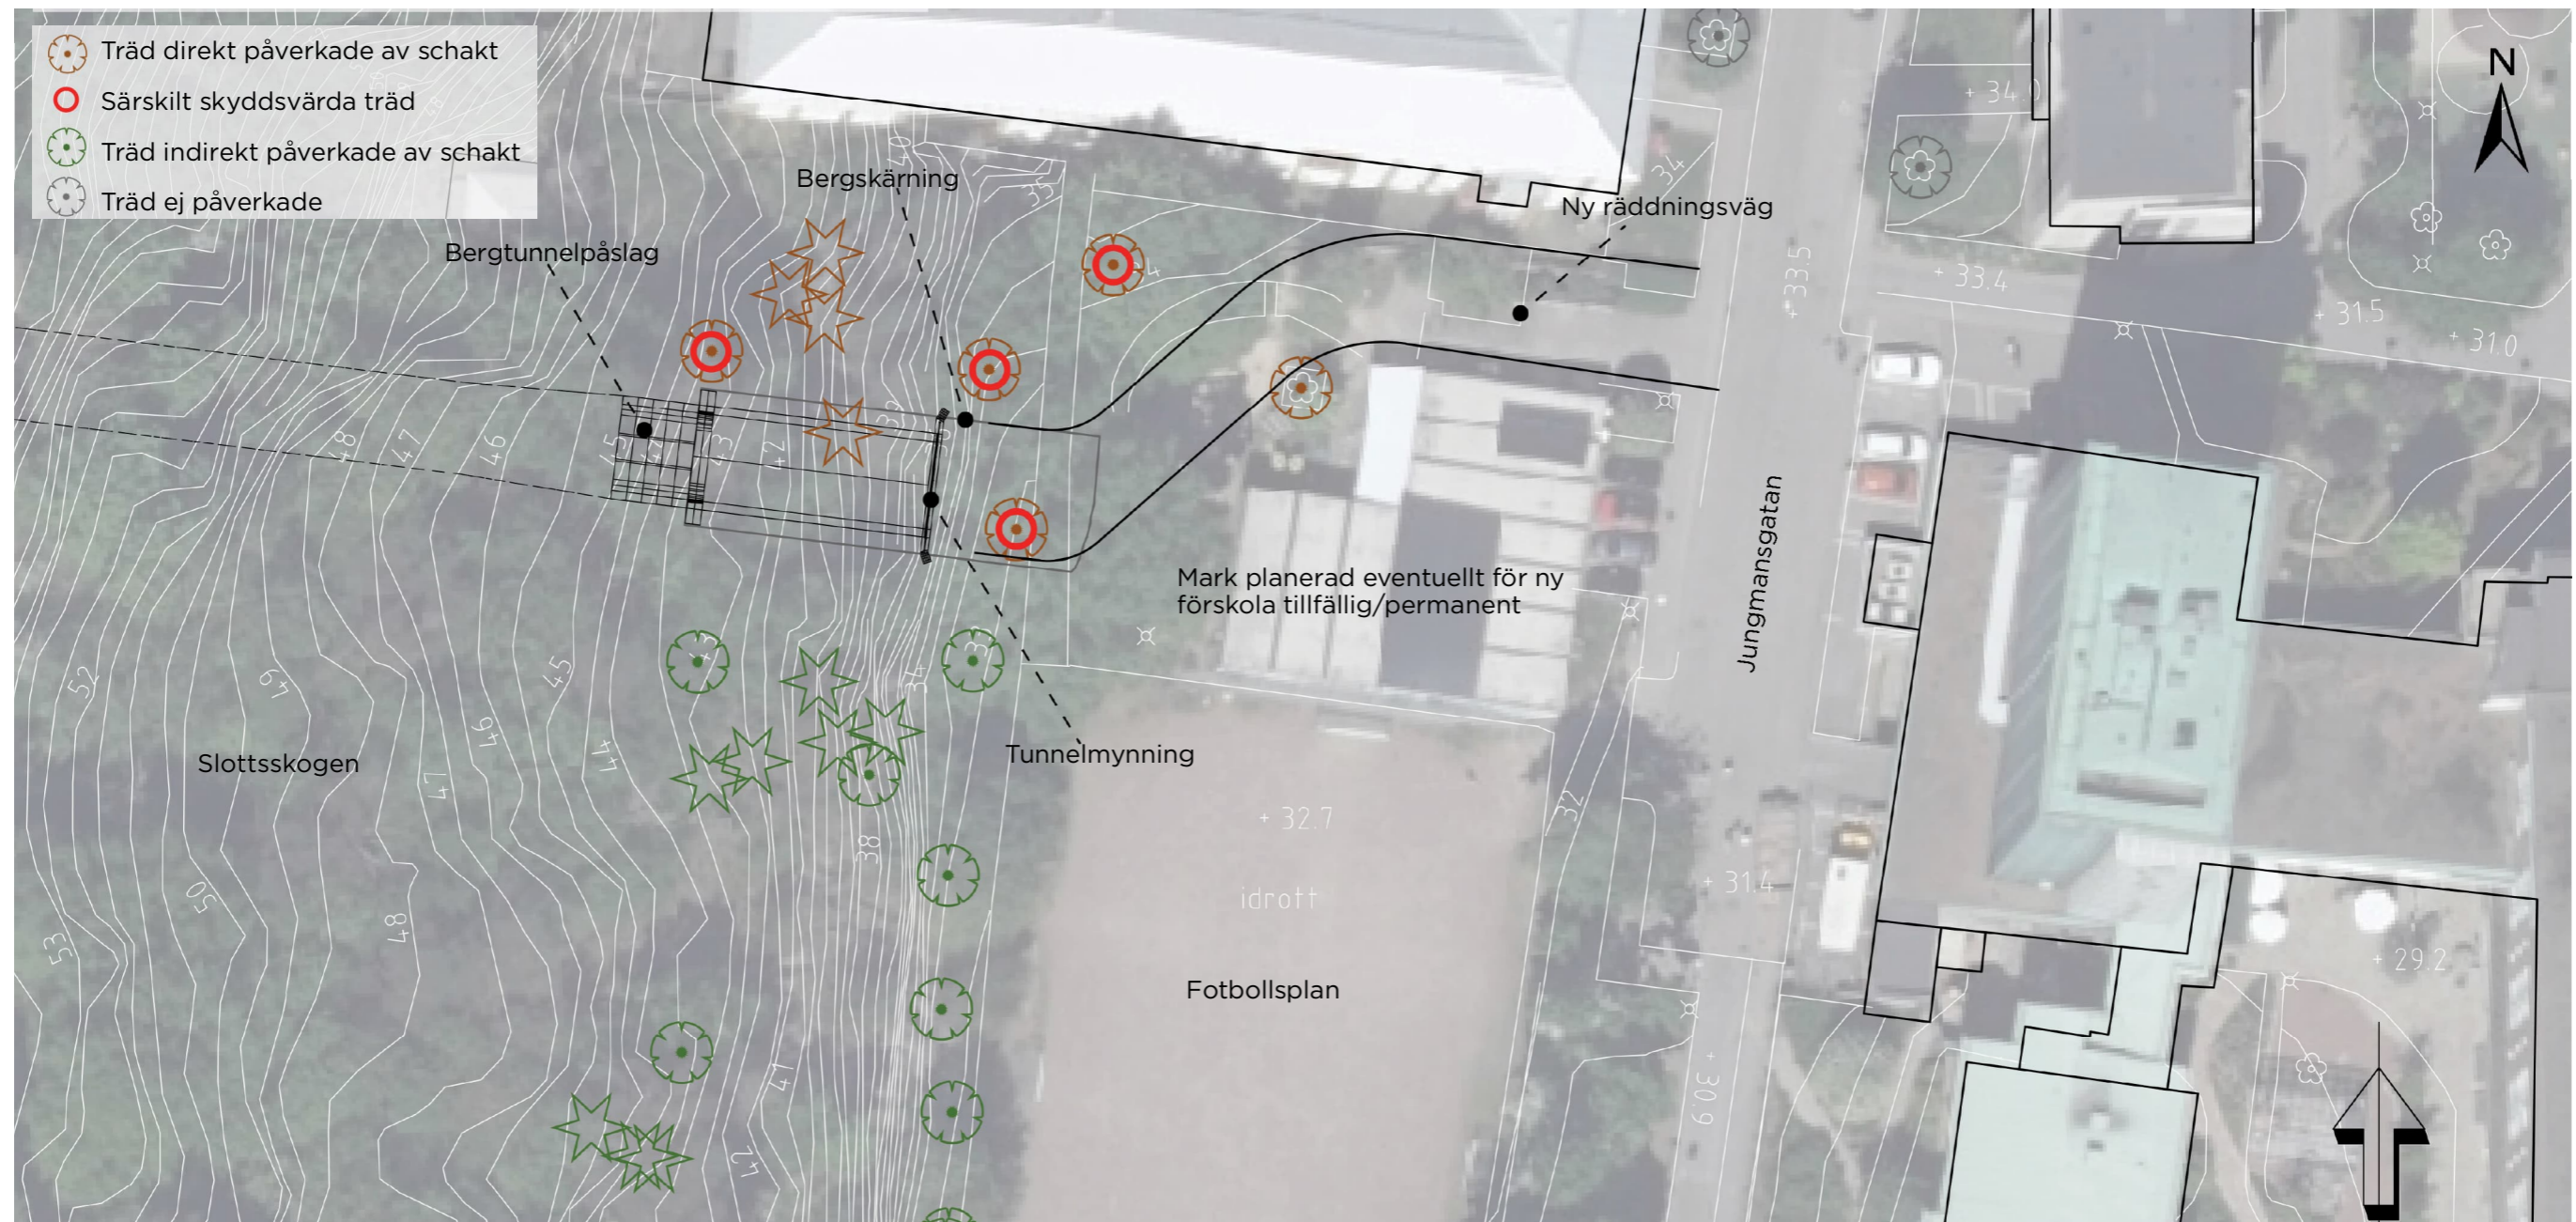 Träd direkt påverkade av schakt
Särskilt skyddsvärda träd
Träd indirekt påverkade av schakt
Träd ej påverkade
N
Bergskärning
Ny räddningsväg
Bergtunnelpåslag
Mark planerad eventuellt för ny
förskola tillfällig/permanent
Jungmansgatan
Slottsskogen
Tunnelmynning
Fotbollsplan
idrott
+ 34.0
34
40
35
+ 33.5
+ 33.4
+ 31.5
+ 31.0
48
47
46
45
43
42
52
49
45
34
46
44
47
38
+ 32.7
32
50
48
53
+ 31.4
+ 29.2
41
42
+ 30.9